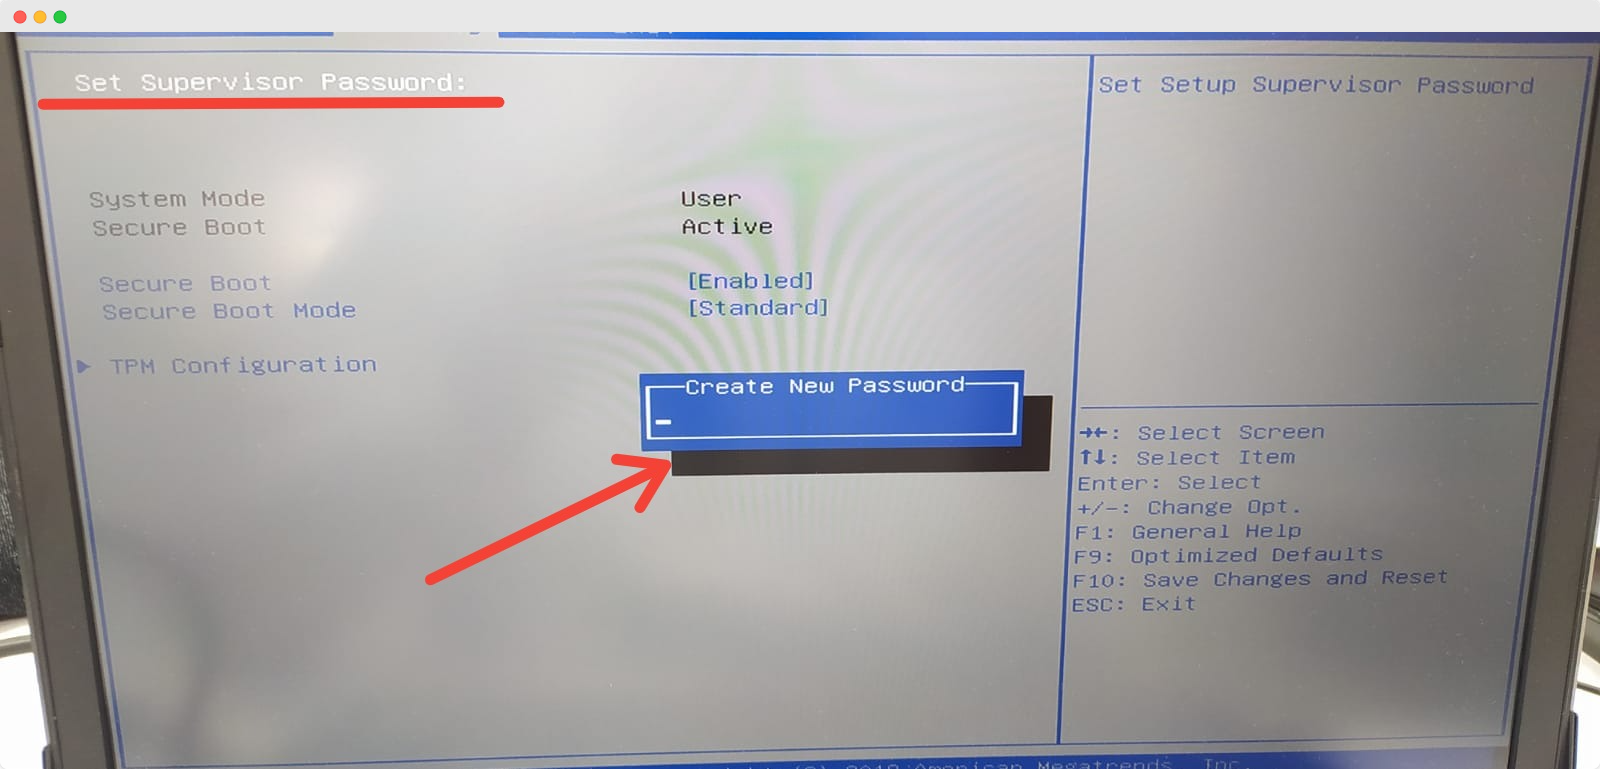 Set Supervisor Password:
Set Setup Supervisor Password
System Mode User
Secure Boot Active
Secure Boot [Enabled]
Secure Boot Mode [Standard]
TPM Configuration
Create New Password
→←: Select Screen
↑↓: Select Item
Enter: Select
+/-: Change Opt.
F1: General Help
F9: Optimized Defaults
F10: Save Changes and Reset
ESC: Exit
American Megatrends, Inc.